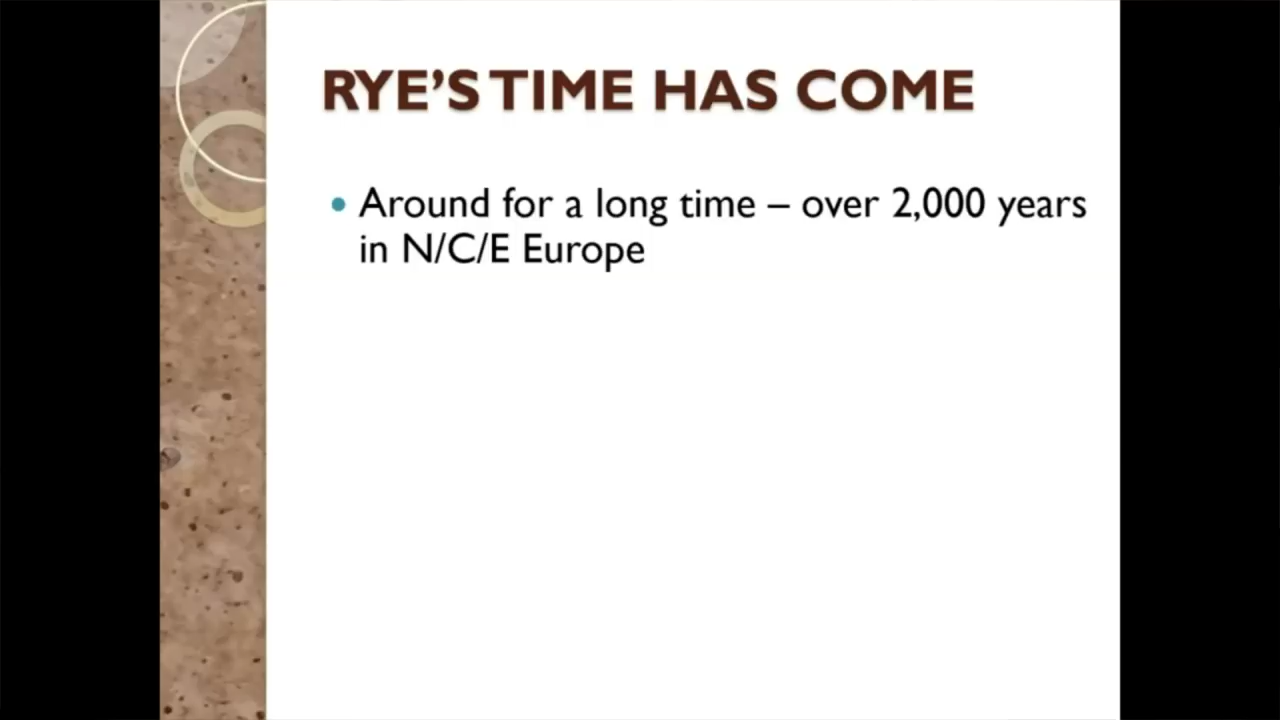 RYE'S TIME HAS COME
• Around for a long time – over 2,000 years
in N/C/E Europe